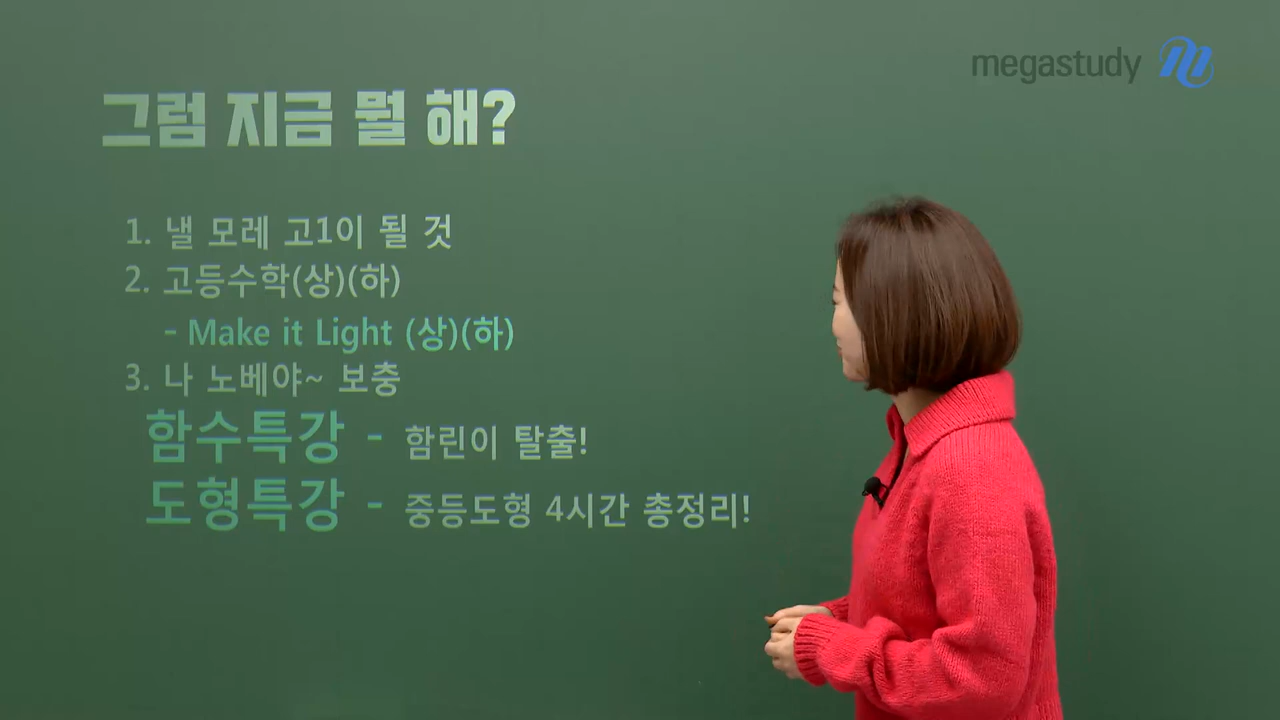 megastudy
그럼 지금 뭘 해?
1. 낼 모레 고1이 될 것
2. 고등수학(상)(하)
- Make it Light (상)(하)
3. 나 노베야~ 보충
함수특강 - 함린이 탈출!
도형특강 - 중등도형 4시간 총정리!